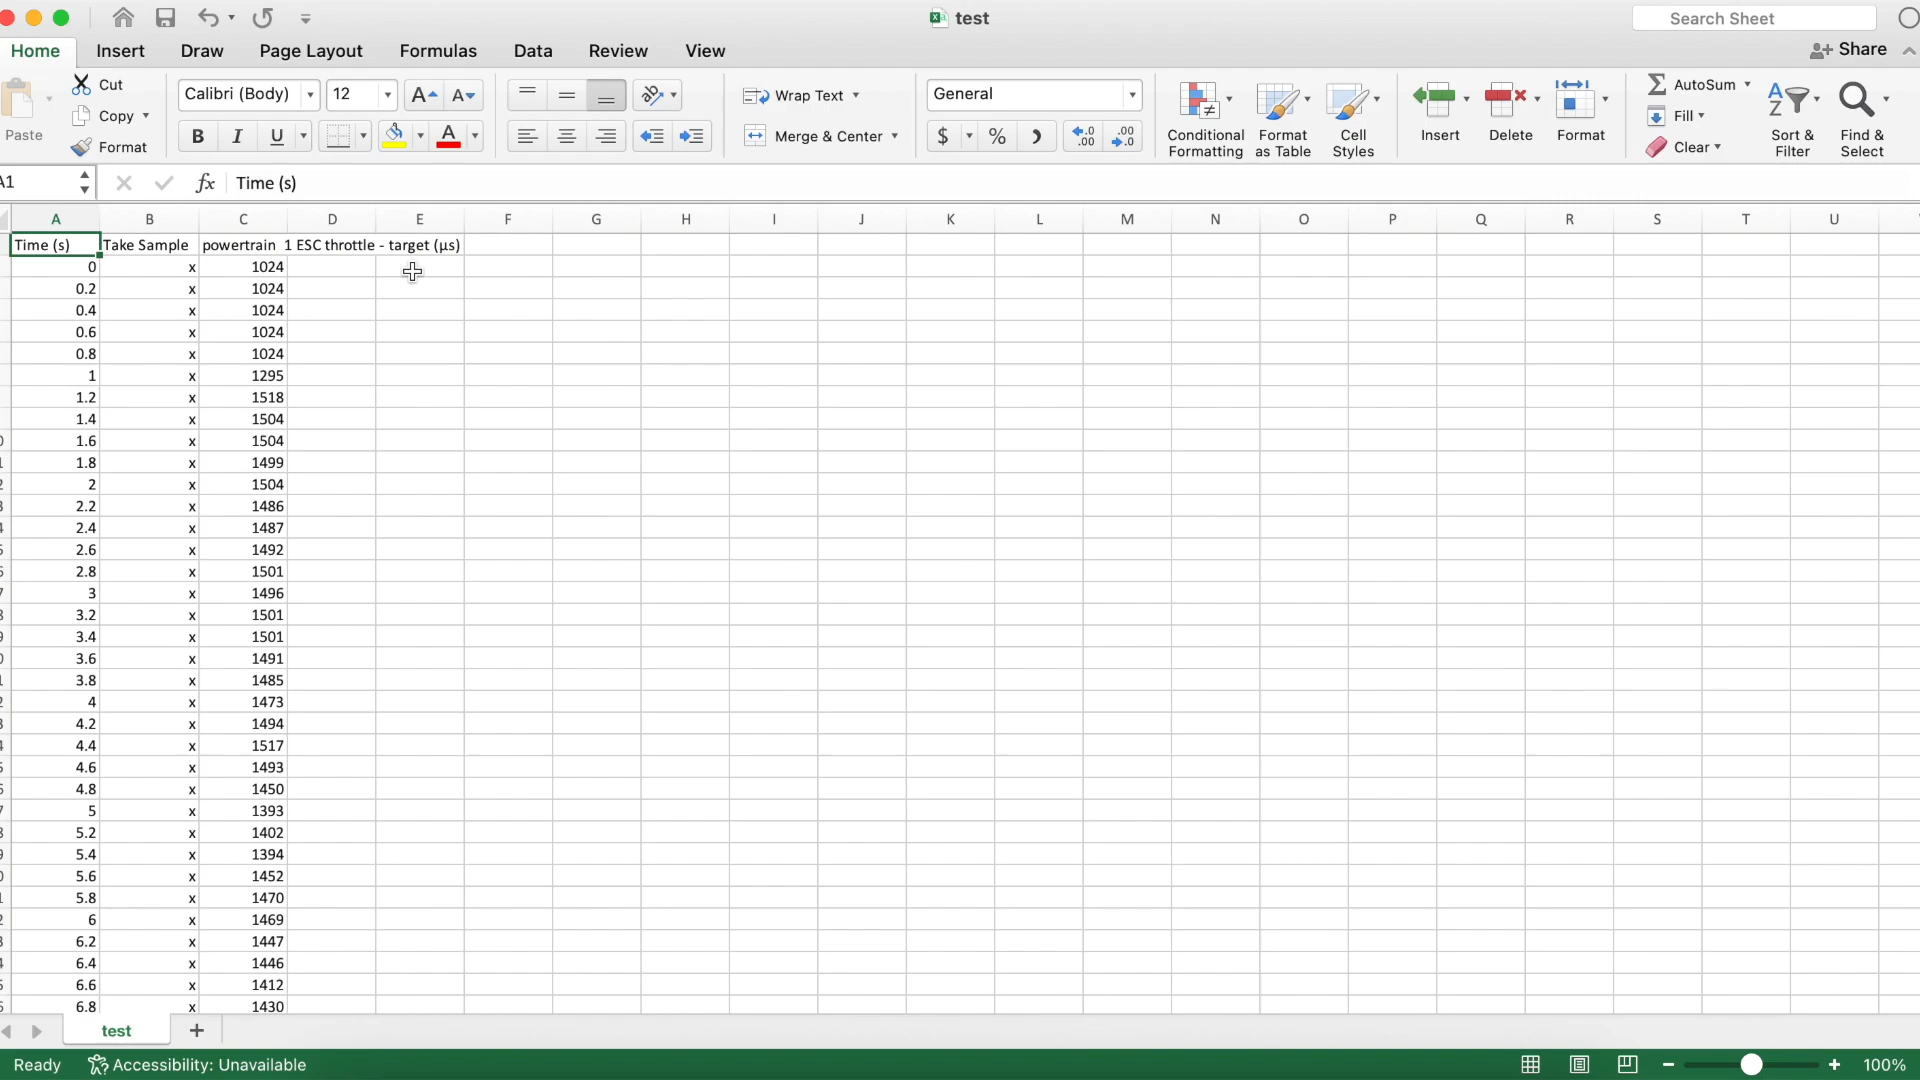 test
Search Sheet
Home Insert Draw Page Layout Formulas Data Review View Share
Paste
Cut
Copy
Format
Calibri (Body) 12
Wrap Text
Merge & Center
General
Conditional Formatting
Format as Table
Cell Styles
Insert
Delete
Format
AutoSum
Fill
Clear
Sort & Filter
Find & Select
A1 fx Time (s)
A B C D E F G H I J K L M N O P Q R S T U
Time (s) Take Sample powertrain 1 ESC throttle - target (µs)
0 x 1024
0.2 x 1024
0.4 x 1024
0.6 x 1024
0.8 x 1024
1 x 1295
1.2 x 1518
1.4 x 1504
1.6 x 1504
1.8 x 1499
2 x 1504
2.2 x 1486
2.4 x 1487
2.6 x 1492
2.8 x 1501
3 x 1496
3.2 x 1501
3.4 x 1501
3.6 x 1491
3.8 x 1485
4 x 1473
4.2 x 1494
4.4 x 1517
4.6 x 1493
4.8 x 1450
5 x 1393
5.2 x 1402
5.4 x 1394
5.6 x 1452
5.8 x 1470
6 x 1469
6.2 x 1447
6.4 x 1446
6.6 x 1412
6.8 x 1430
test
Ready Accessibility: Unavailable 100%